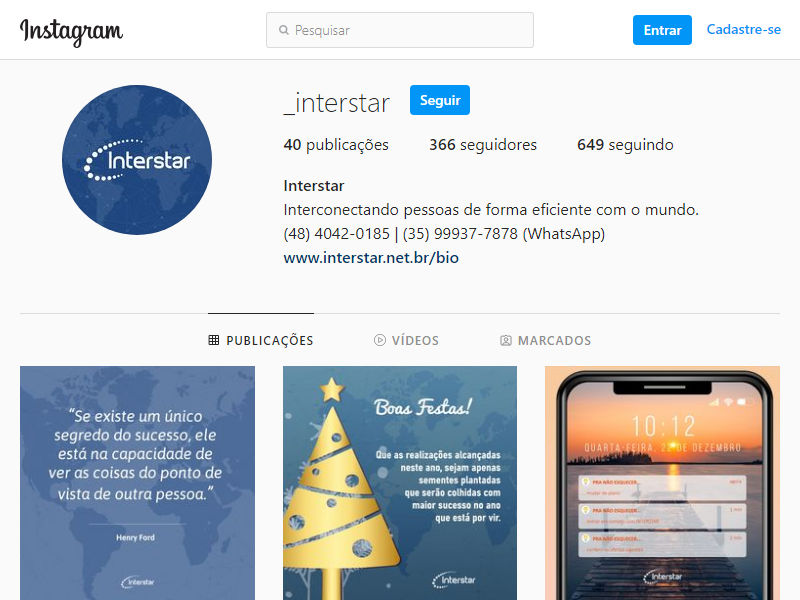 Instagram
Pesquisar
Entrar
Cadastre-se
Interstar
_interstar
Seguir
40 publicações
366 seguidores
649 seguindo
Interstar
Interconectando pessoas de forma eficiente com o mundo.
(48) 4042-0185 | (35) 99937-7878 (WhatsApp)
www.interstar.net.br/bio
PUBLICAÇÕES
VÍDEOS
MARCADOS
“Se existe um único
segredo do sucesso, ele
está na capacidade de
ver as coisas do ponto de
vista de outra pessoa.”
Henry Ford
Interstar
Boas Festas!
Que as realizações alcançadas
neste ano, sejam apenas
sementes plantadas
que serão colhidas com
maior sucesso no ano
que está por vir.
Interstar
10:12
QUARTA-FEIRA, 22 DE DEZEMBRO
PRA NÃO ESQUECER...
mudar de plano
PRA NÃO ESQUECER...
PRA NÃO ESQUECER...
Interstar